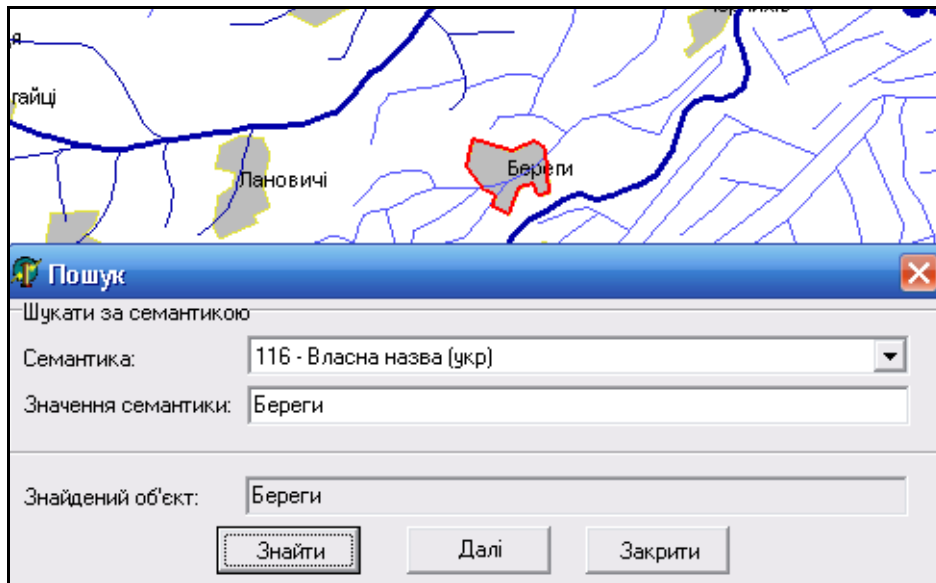 гайці
Лановичі
Береги
Пошук
Шукати за семантикою
Семантика: 116 - Власна назва (укр)
Значення семантики: Береги
Знайдений об'єкт: Береги
Знайти Далі Закрити